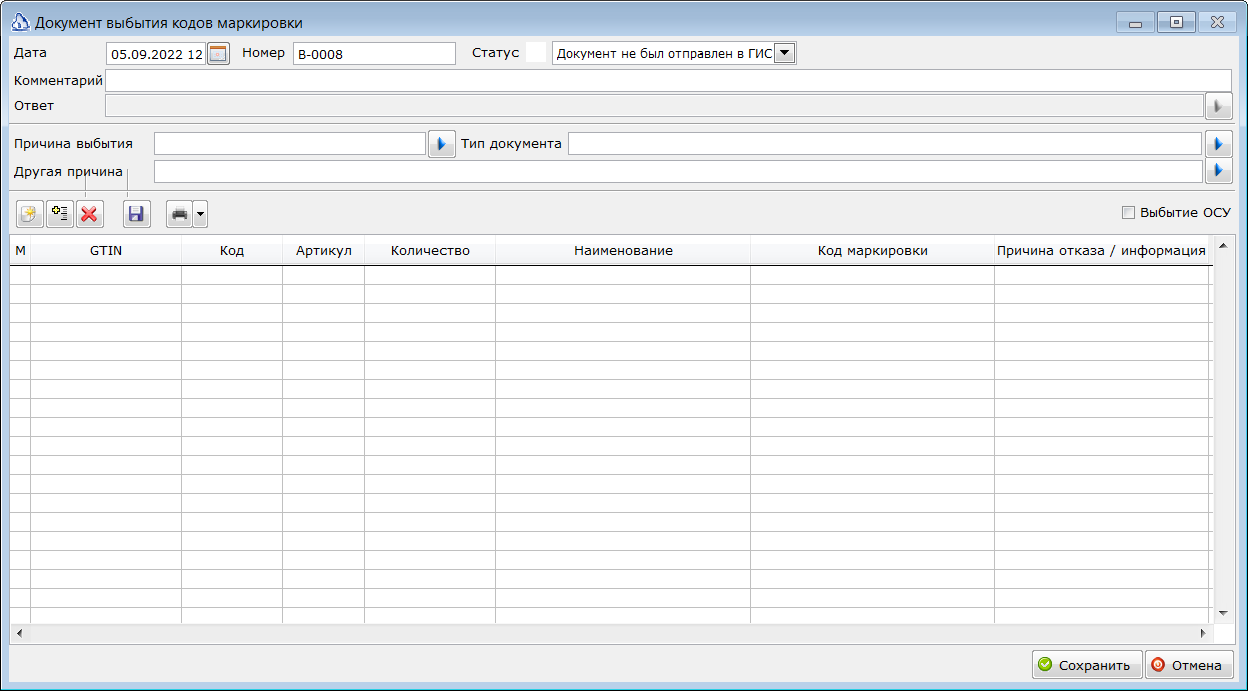 Документ выбытия кодов маркировки
Дата 05.09.2022 12 Номер В-0008 Статус Документ не был отправлен в ГИС
Комментарий
Ответ
Причина выбытия Тип документа
Другая причина
Выбытие ОСУ
М GTIN Код Артикул Количество Наименование Код маркировки Причина отказа / информация
Сохранить Отмена